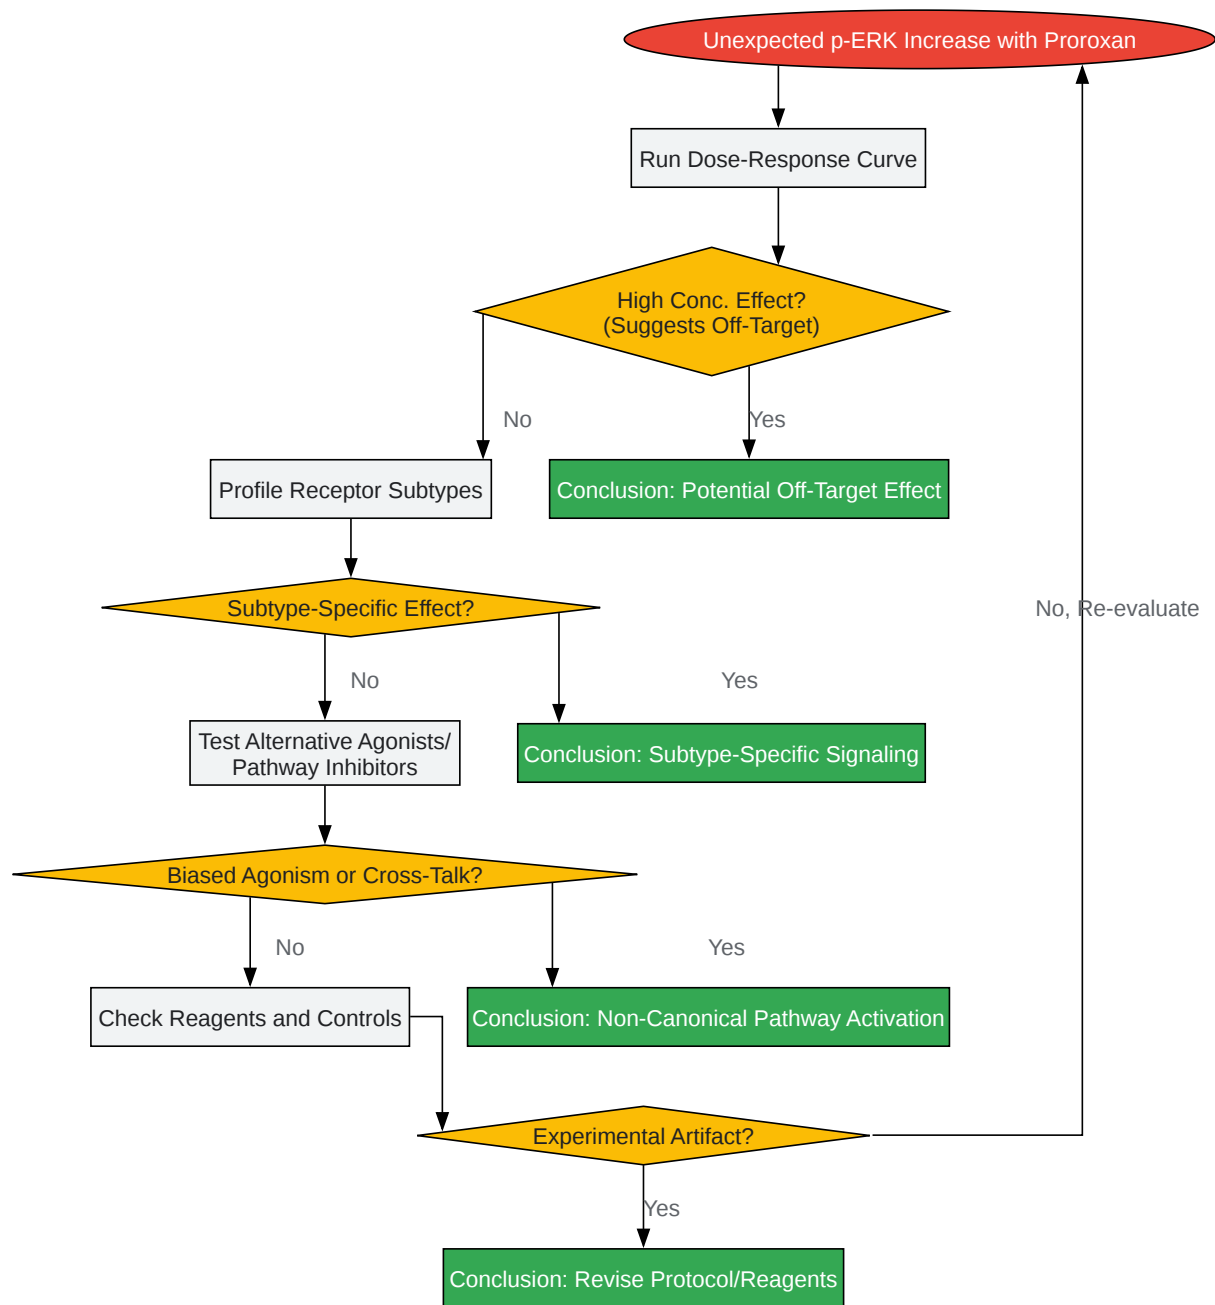 Unexpected p-ERK Increase with Proroxan
Run Dose-Response Curve
High Conc. Effect?
(Suggests Off-Target)
No
Yes
Profile Receptor Subtypes
Conclusion: Potential Off-Target Effect
Subtype-Specific Effect?
No, Re-evaluate
No
Yes
Test Alternative Agonists/
Pathway Inhibitors
Conclusion: Subtype-Specific Signaling
Biased Agonism or Cross-Talk?
No
Yes
Check Reagents and Controls
Conclusion: Non-Canonical Pathway Activation
Experimental Artifact?
Yes
Conclusion: Revise Protocol/Reagents